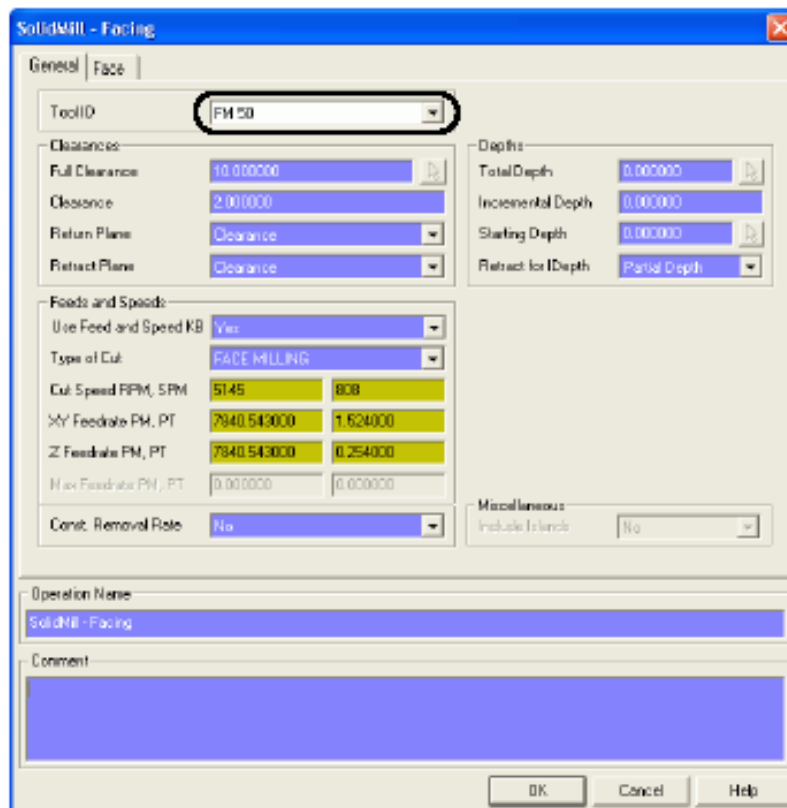 SolidMill - Facing
General Face
Tool ID FM 50
Clearances
Full Clearance 10.000000
Clearance 2.000000
Return Plane Clearance
Retract Plane Clearance
Depths
Total Depth 0.000000
Incremental Depth 0.000000
Starting Depth 0.000000
Retract for IDepth Partial Depth
Feeds and Speeds
Use Feed and Speed KB Yes
Type of Cut FACE MILLING
Cut Speed RPM, SPM 5145 808
XY Feedrate PM, PT 7840.543000 1.524000
Z Feedrate PM, PT 7840.543000 0.254000
Max Feedrate PM, PT 0.000000 0.000000
Const. Removal Rate No
Miscellaneous
Include Islands No
Operation Name
SolidMill - Facing
Comment
OK Cancel Help